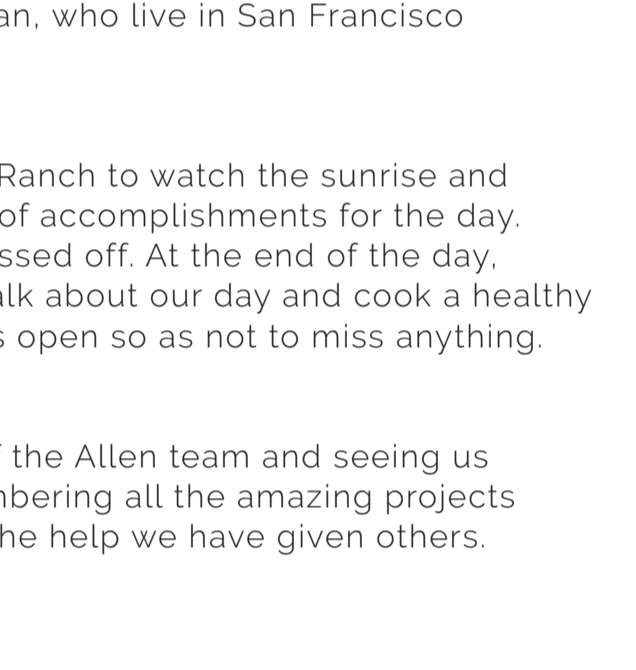 an, who live in San Francisco
Ranch to watch the sunrise and
of accomplishments for the day.
ssed off. At the end of the day,
alk about our day and cook a healthy
s open so as not to miss anything.
the Allen team and seeing us
mbering all the amazing projects
he help we have given others.